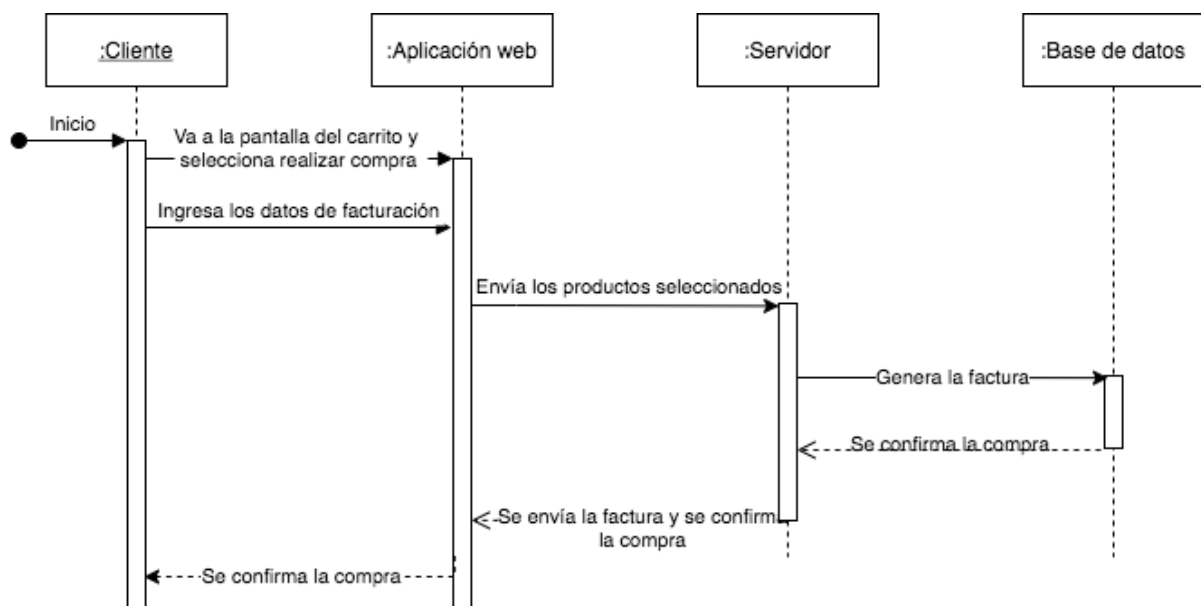 :Cliente
:Aplicación web
:Servidor
:Base de datos
Inicio
Va a la pantalla del carrito y
selecciona realizar compra
Ingresa los datos de facturación
Envía los productos seleccionados
Genera la factura
Se confirma la compra
Se envía la factura y se confirm
la compra
Se confirma la compra